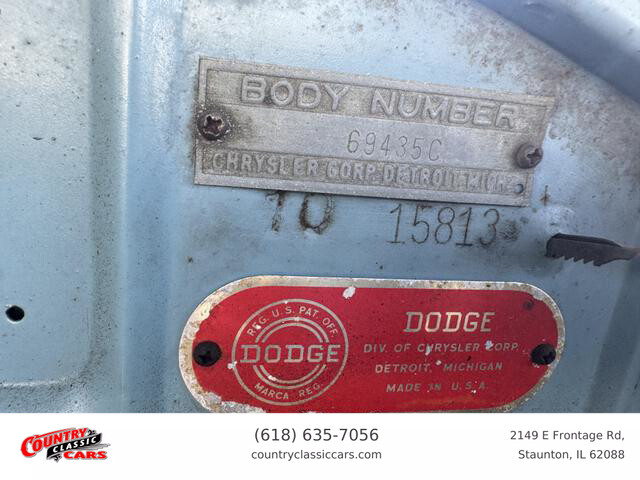 BODY NUMBER
69435C
CHRYSLER CORP. DETROIT, MICH.
10 15813
REG. U.S. PAT. OFF.
DODGE
MARCA REG.
DODGE
DIV. OF CHRYSLER CORP.
DETROIT, MICHIGAN
MADE IN U.S.A.
COUNTRY
CLASSIC
CARS
(618) 635-7056
countryclassiccars.com
2149 E Frontage Rd,
Staunton, IL 62088